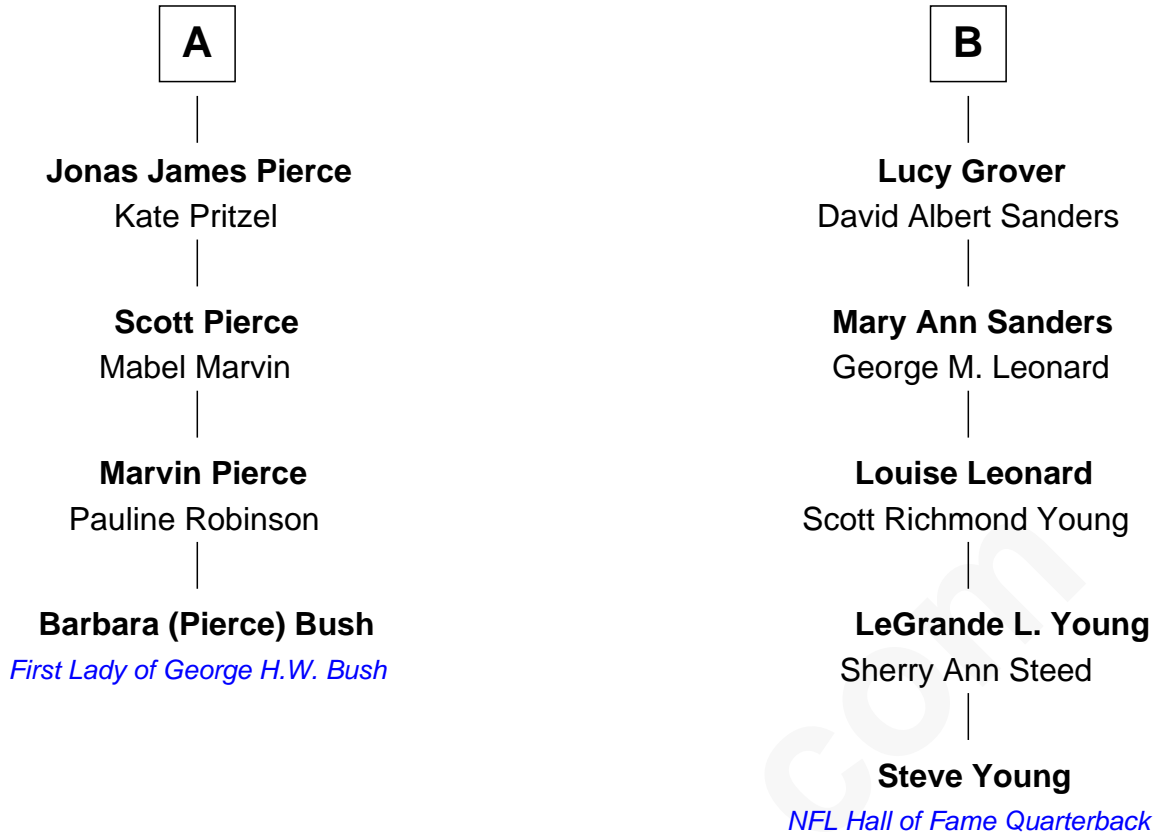 A
Jonas James Pierce
Kate Pritzel
Scott Pierce
Mabel Marvin
Marvin Pierce
Pauline Robinson
Barbara (Pierce) Bush
First Lady of George H.W. Bush
B
Lucy Grover
David Albert Sanders
Mary Ann Sanders
George M. Leonard
Louise Leonard
Scott Richmond Young
LeGrande L. Young
Sherry Ann Steed
Steve Young
NFL Hall of Fame Quarterback
com